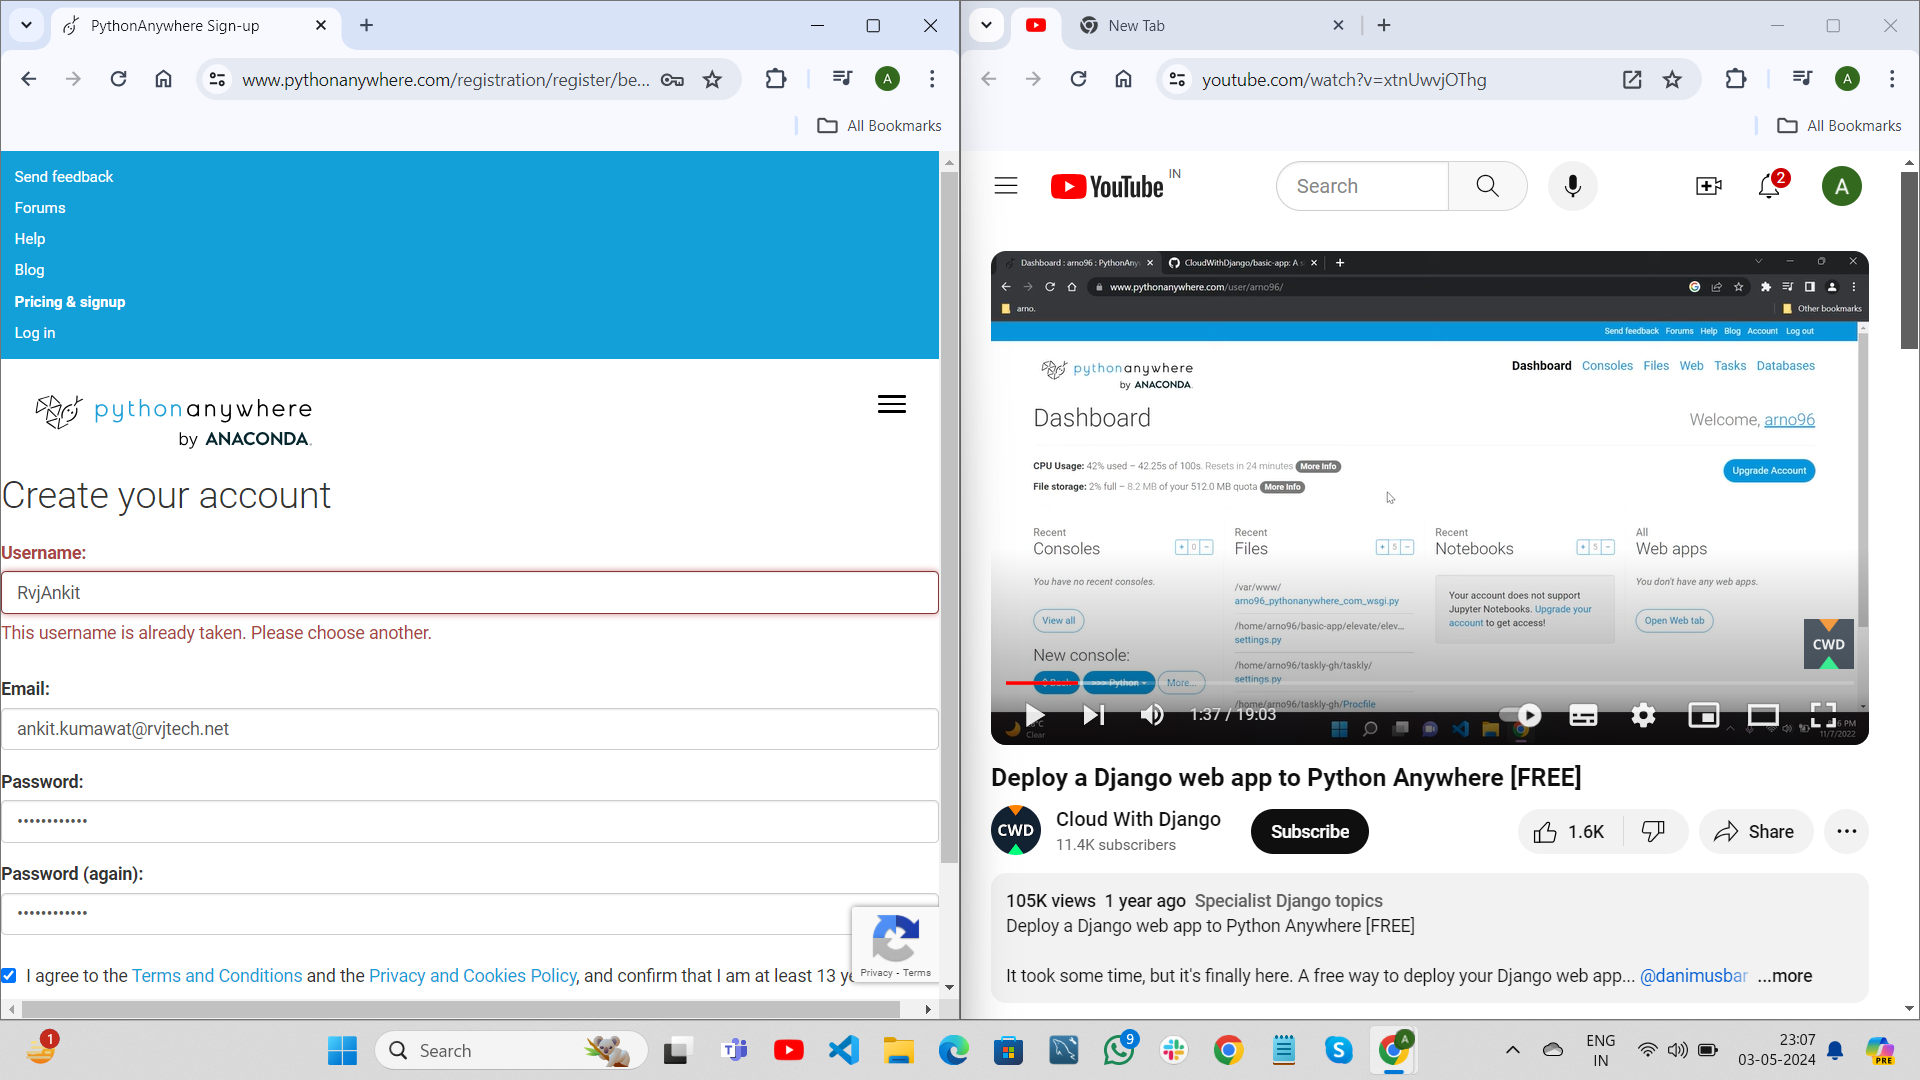 PythonAnywhere Sign-up
www.pythonanywhere.com/registration/register/be...
A
All Bookmarks
Send feedback
Forums
Help
Blog
Pricing & signup
Log in
pythonanywhere
by ANACONDA.
Create your account
Username:
RvjAnkit
This username is already taken. Please choose another.
Email:
ankit.kumawat@rvjtech.net
Password:
Password (again):
Privacy - Terms
I agree to the Terms and Conditions and the Privacy and Cookies Policy, and confirm that I am at least 13 ye
New Tab
youtube.com/watch?v=xtnUwvjOThg
A
All Bookmarks
YouTube IN
Search
2
A
Dashboard : arno96 : PythonAny
CloudWithDjango/basic-app: A s
www.pythonanywhere.com/user/arno96/
arno.
Other bookmarks
Send feedback Forums Help Blog Account Log out
pythonanywhere
by ANACONDA.
Dashboard Consoles Files Web Tasks Databases
Dashboard
Welcome, arno96
CPU Usage: 42% used – 42.25s of 100s. Resets in 24 minutes More Info
File storage: 2% full – 8.2 MB of your 512.0 MB quota More Info
Upgrade Account
Recent
Consoles
+ 0 −
You have no recent consoles.
View all
New console:
$ Bash
>>> Python
More...
Recent
Files
+ 5 −
/var/www/
arno96_pythonanywhere_com_wsgi.py
/home/arno96/basic-app/elevate/elev...
settings.py
/home/arno96/taskly-gh/taskly/
settings.py
/home/arno96/taskly-gh/Procfile
Recent
Notebooks
+ 5 −
Your account does not support
Jupyter Notebooks. Upgrade your
account to get access!
All
Web apps
You don't have any web apps.
Open Web tab
CWD
1:37 / 19:03
Clear
11/7/2022
Deploy a Django web app to Python Anywhere [FREE]
CWD
Cloud With Django
11.4K subscribers
Subscribe
1.6K
Share
105K views 1 year ago Specialist Django topics
Deploy a Django web app to Python Anywhere [FREE]
It took some time, but it's finally here. A free way to deploy your Django web app... @danimusbar ...more
1
Search
9
A
ENG
IN
23:07
03-05-2024
PRE